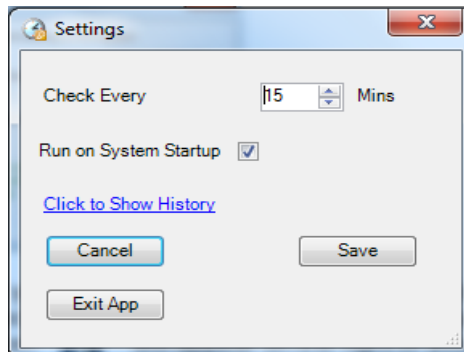 Settings
Check Every 15 Mins
Run on System Startup
Click to Show History
Cancel Save
Exit App